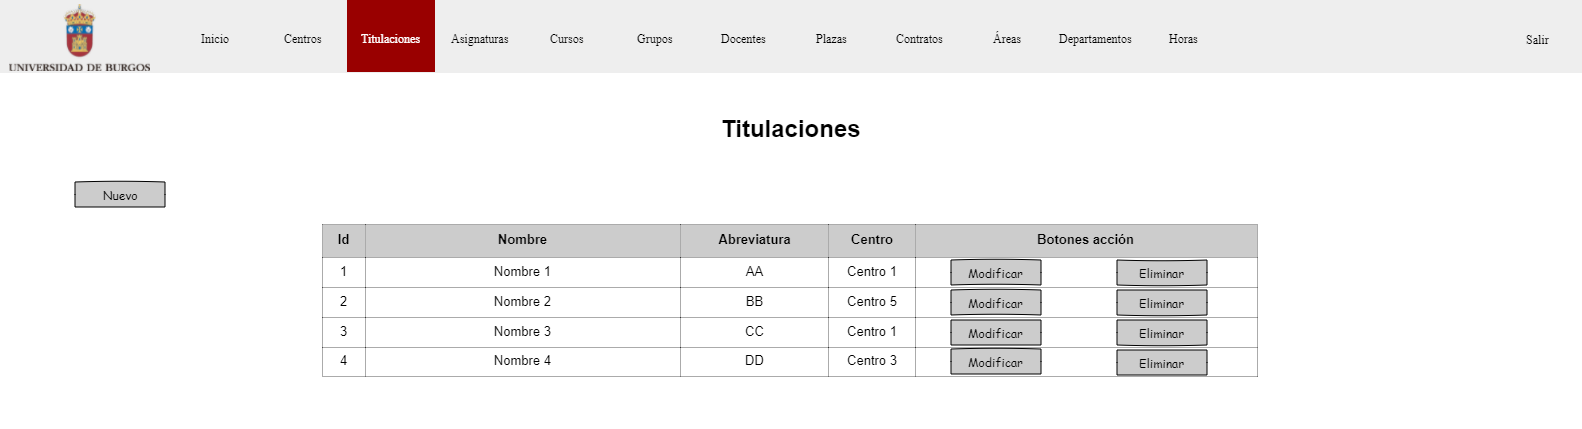 UNIVERSIDAD DE BURGOS
Inicio Centros Titulaciones Asignaturas Cursos Grupos Docentes Plazas Contratos Áreas Departamentos Horas Salir
Titulaciones
Nuevo
Id Nombre Abreviatura Centro Botones acción
1 Nombre 1 AA Centro 1 Modificar Eliminar
2 Nombre 2 BB Centro 5 Modificar Eliminar
3 Nombre 3 CC Centro 1 Modificar Eliminar
4 Nombre 4 DD Centro 3 Modificar Eliminar